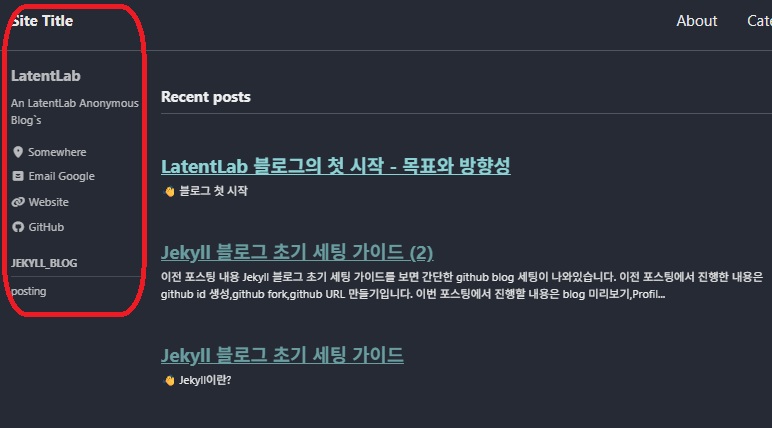 Site Title
About
LatentLab
An LatentLab Anonymous
Blog`s
Somewhere
Email Google
Website
GitHub
JEKYLL_BLOG
posting
Recent posts
LatentLab 블로그의 첫 시작 - 목표와 방향성
👋 블로그 첫 시작
Jekyll 블로그 초기 세팅 가이드 (2)
이전 포스팅 내용 Jekyll 블로그 초기 세팅 가이드를 보면 간단한 github blog 세팅이 나와있습니다. 이전 포스팅에서 진행한 내용은
github id 생성,github fork,github URL 만들기입니다. 이번 포스팅에서 진행할 내용은 blog 미리보기,Profil...
Jekyll 블로그 초기 세팅 가이드
👋 Jekyll이란?